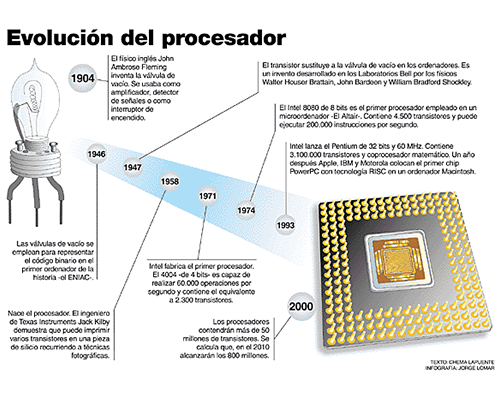 Evolución del procesador
1904
El físico inglés John
Ambrose Fleming
inventa la válvula
de vacío. Se usaba como
amplificador, detector
de señales o como
interruptor de
encendido.
1946
Las válvulas de vacío se
emplean para representar
el código binario en el
primer ordenador de la
historia -el ENIAC-.
1947
El transistor sustituye a la válvula de vacío en los ordenadores. Es
un invento desarrollado en los Laboratorios Bell por los físicos
Walter Houser Brattain, John Bardeen y William Bradford Shockley.
1958
Nace el procesador. El ingeniero
de Texas Instruments Jack Kilby
demuestra que puede imprimir
varios transistores en una pieza
de silicio recurriendo a técnicas
fotográficas.
1971
Intel fabrica el primer procesador.
El 4004 -de 4 bits- es capaz de
realizar 60.000 operaciones por
segundo y contiene el equivalente
a 2.300 transistores.
1974
El Intel 8080 de 8 bits es el primer procesador empleado en un
microordenador -El Altair-. Contiene 4.500 transistores y puede
ejecutar 200.000 instrucciones por segundo.
1993
Intel lanza el Pentium de 32 bits y 60 MHz. Contiene
3.100.000 transistores y coprocesador matemático. Un año
después Apple, IBM y Motorola colocan el primer chip
PowerPC con tecnología RISC en un ordenador Macintosh.
2000
Los procesadores
contendrán más de 50
millones de transistores. Se
calcula que, en el 2010
alcanzarán los 800 millones.
TEXTO: CHEMA LAPUENTE
INFOGRAFIA: JORGE LOMAR